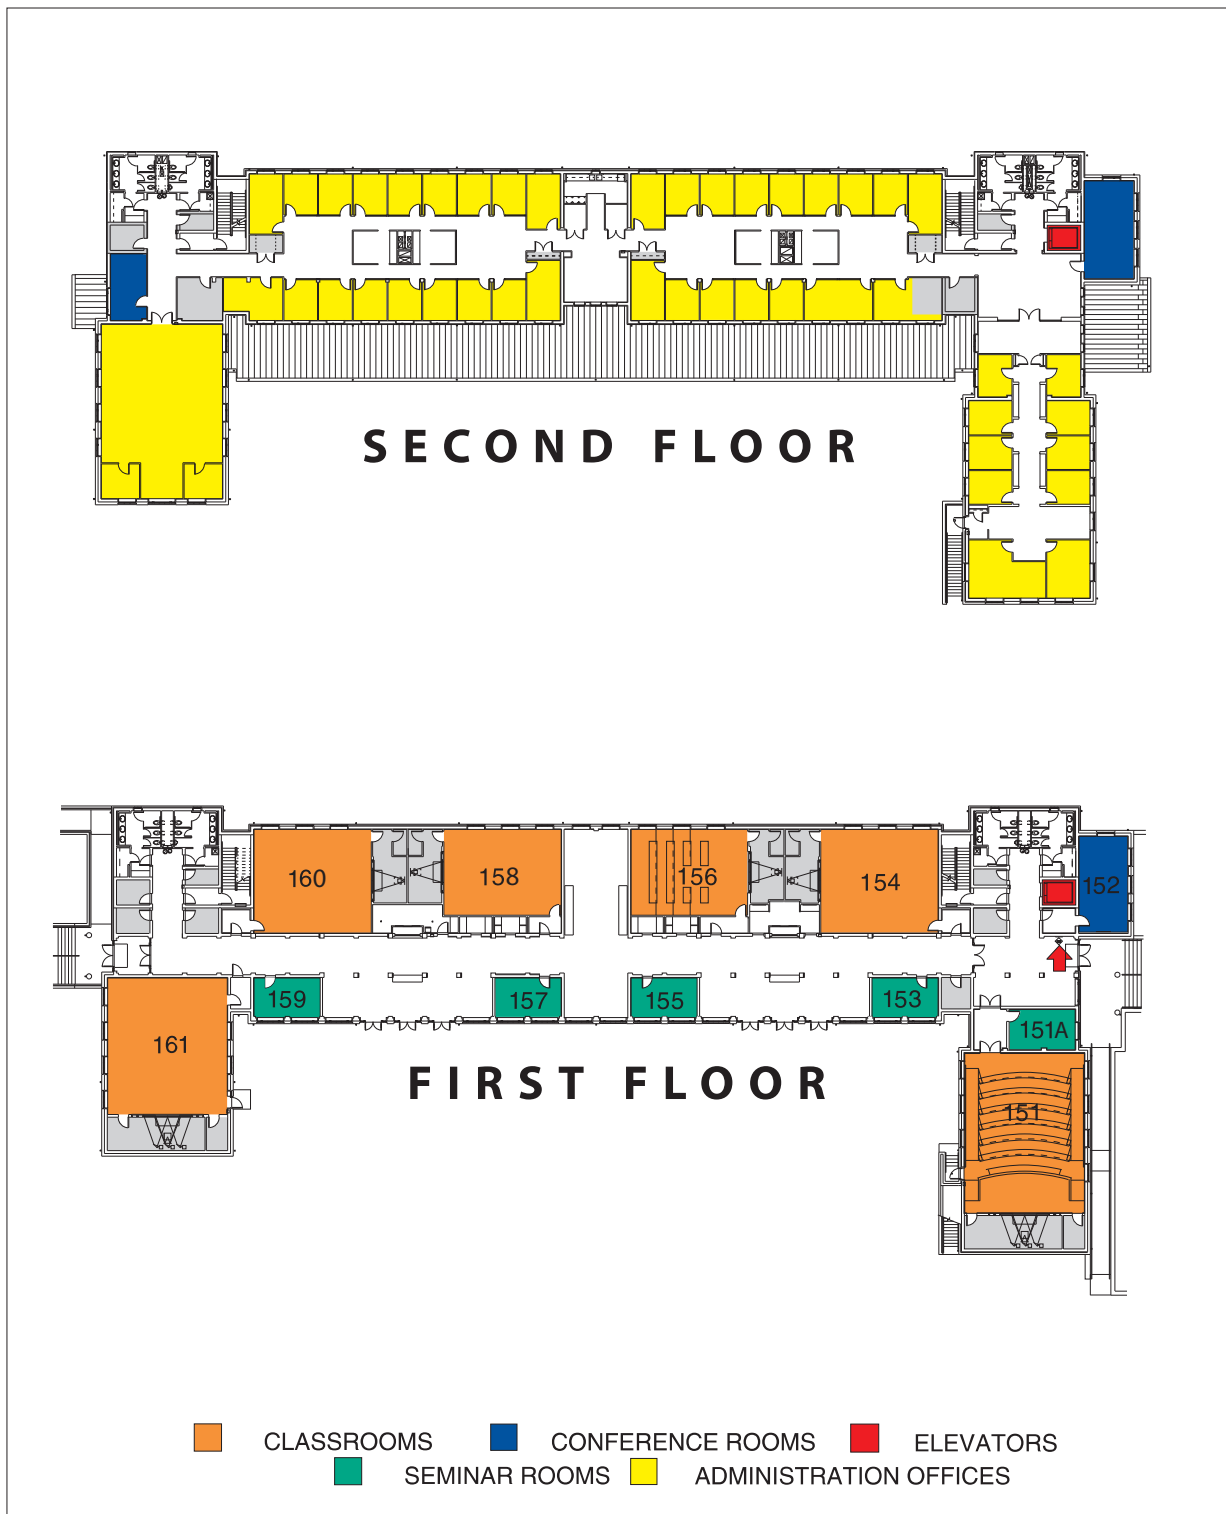 SECOND FLOOR
160
158
156
154
152
159
157
155
153
151A
161
FIRST FLOOR
151
CLASSROOMS
CONFERENCE ROOMS
ELEVATORS
SEMINAR ROOMS
ADMINISTRATION OFFICES